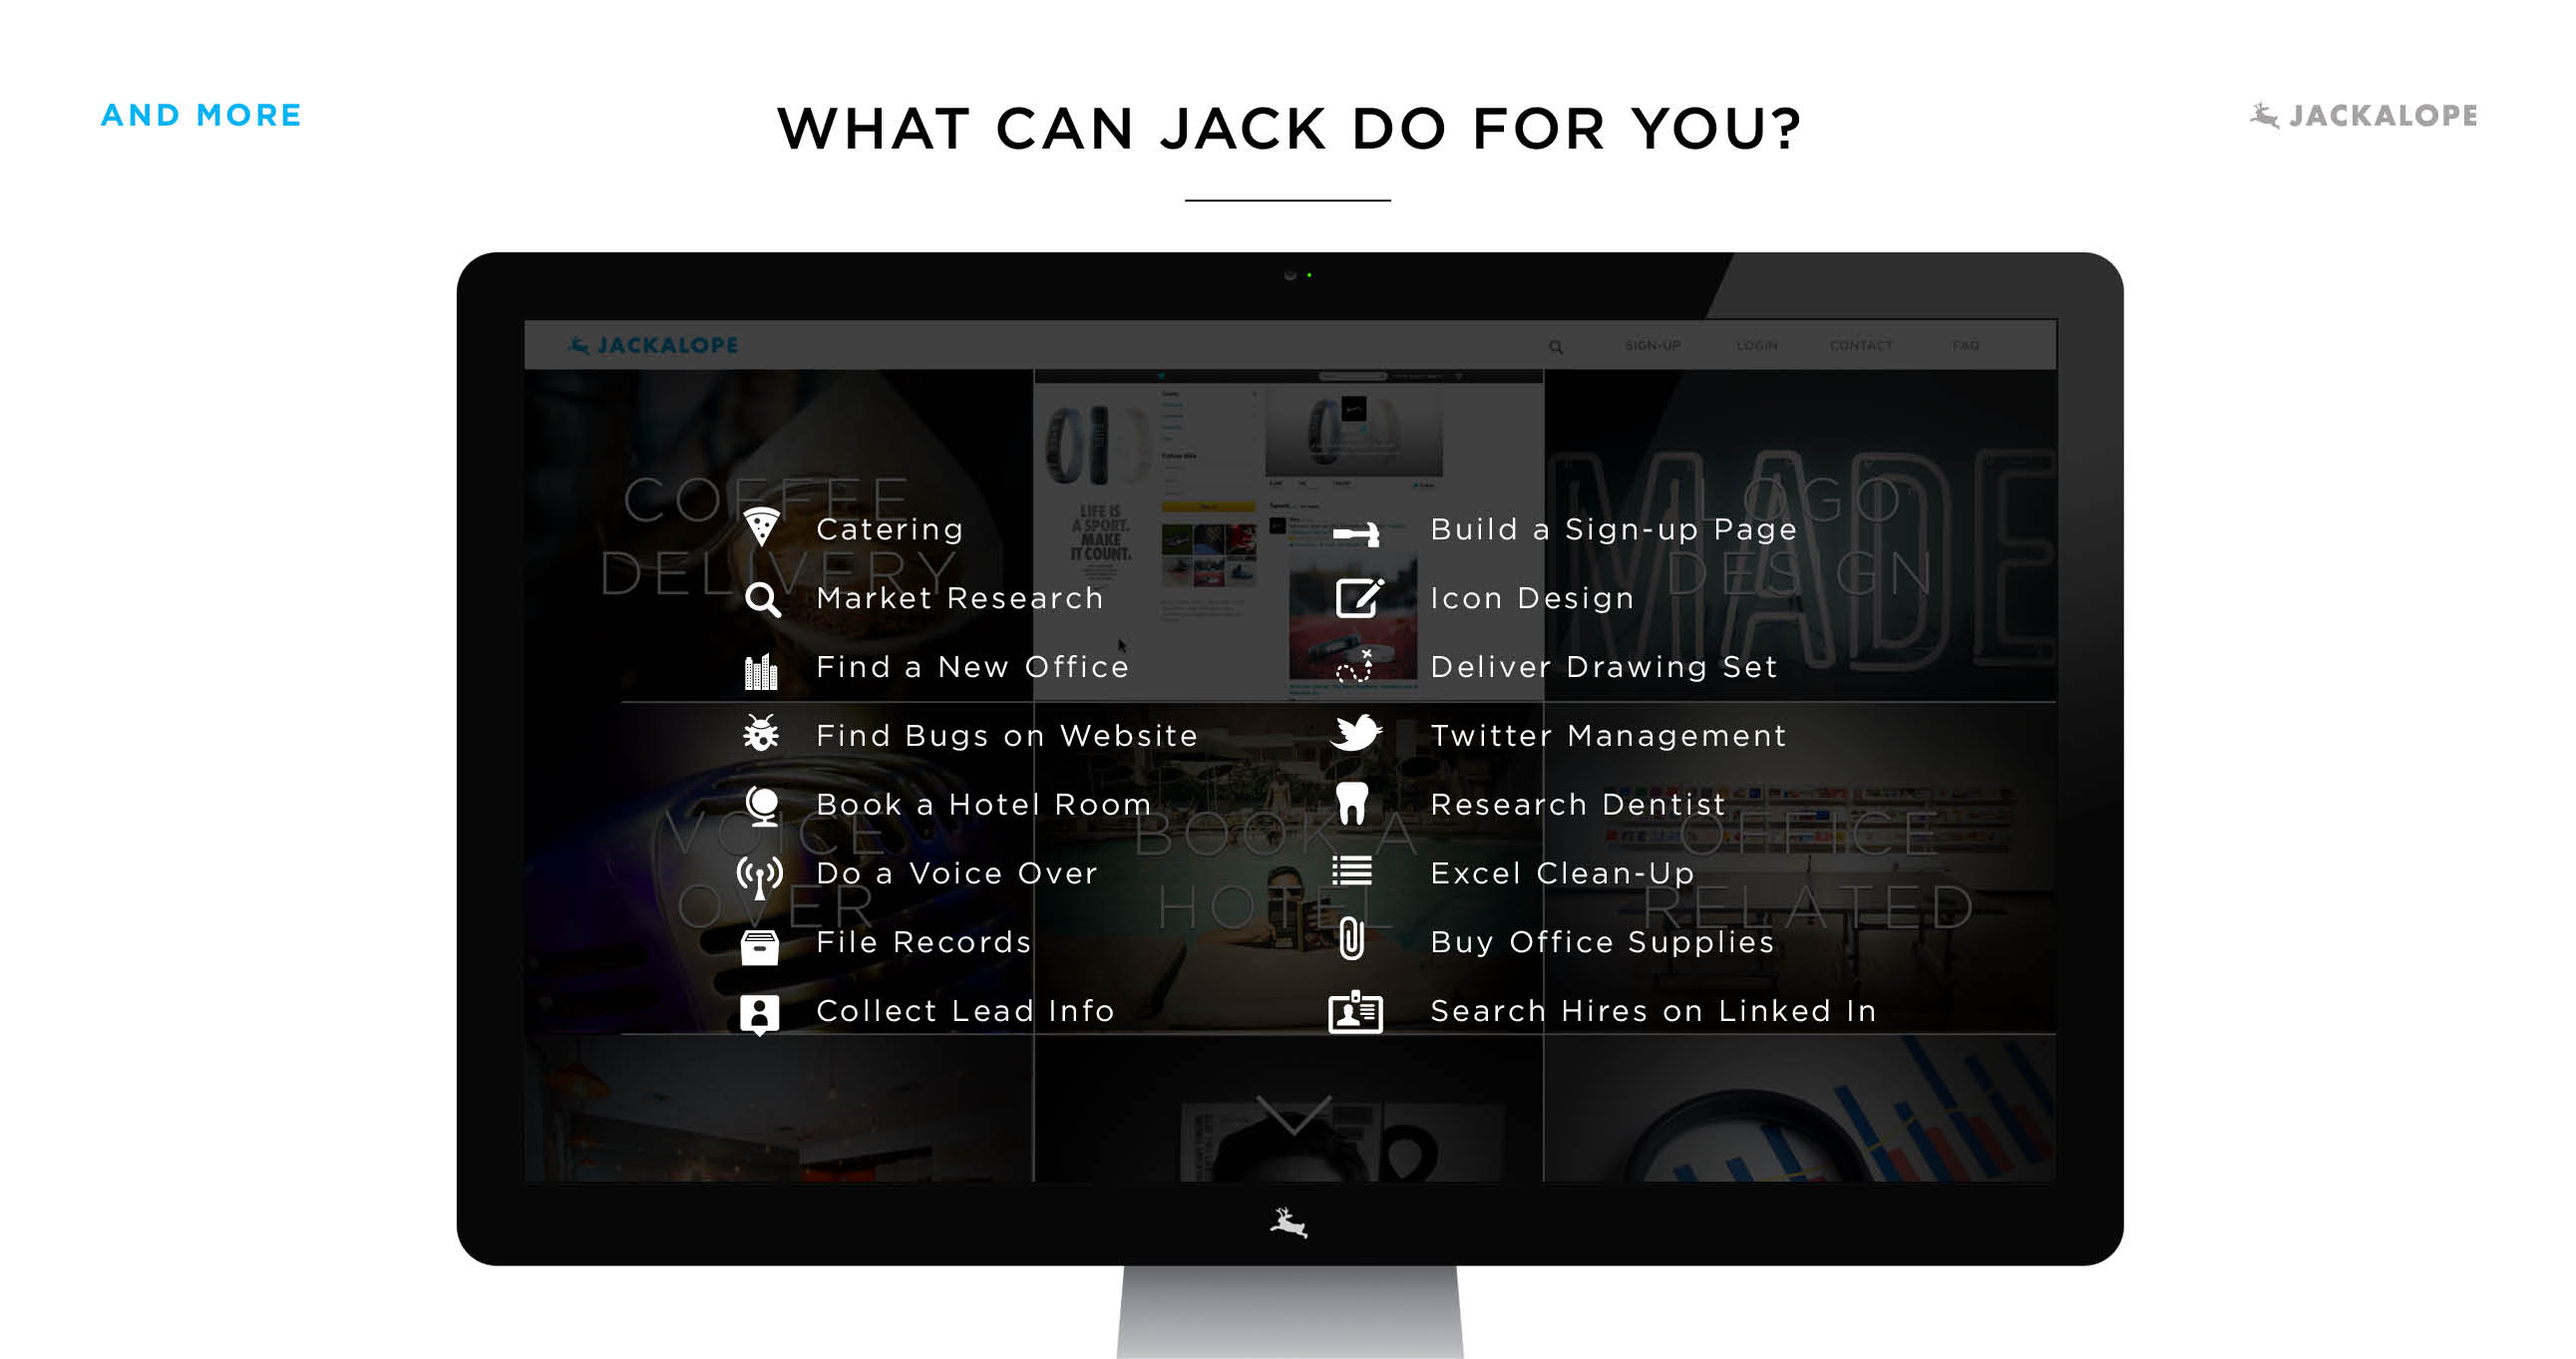 AND MORE
WHAT CAN JACK DO FOR YOU?
JACKALOPE
JACKALOPE
SIGN-UP
LOGIN
CONTACT
FAQ
COFFEE
DELIVERY
LIFE IS
A SPORT.
MAKE
IT COUNT.
LOGO
DESIGN
MADE
VOICE
OVER
BOOK A
HOTEL
OFFICE
RELATED
Catering
Market Research
Find a New Office
Find Bugs on Website
Book a Hotel Room
Do a Voice Over
File Records
Collect Lead Info
Build a Sign-up Page
Icon Design
Deliver Drawing Set
Twitter Management
Research Dentist
Excel Clean-Up
Buy Office Supplies
Search Hires on Linked In